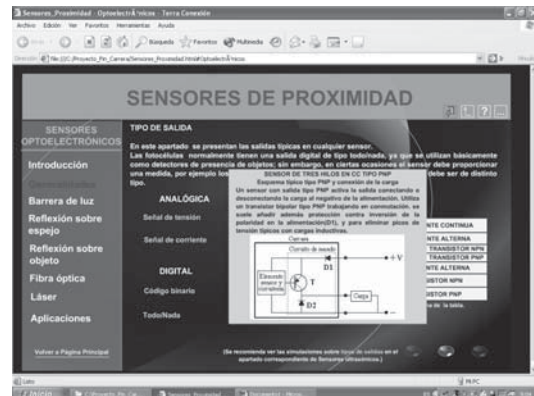 Sensores_Proximidad - OptoelectrÃ³nicos - Terra Conexión
Archivo Edición Ver Favoritos Herramientas Ayuda
Búsqueda Favoritos Multimedia
SENSORES DE PROXIMIDAD
SENSORES
OPTOELECTRÓNICOS
Introducción
Barrera de luz
Reflexión sobre
espejo
Reflexión sobre
objeto
Fibra óptica
Láser
Aplicaciones
Volver a Página Principal
TIPO DE SALIDA
En este apartado se presentan las salidas típicas en cualquier sensor.
Las fotocélulas normalmente tienen una salida digital de tipo todo/nada, ya que se utilizan básicamente
como detectores de presencia de objetos; sin embargo, en ciertas ocasiones el sensor debe proporcionar
una medida, por ejemplo los
debe ser de distinto
tipo.
ANALÓGICA
Señal de tensión
Señal de corriente
DIGITAL
Código binario
Todo/Nada
SENSOR DE TRES HILOS EN CC TIPO PNP
Esquema típico tipo PNP y conexión de la carga
Un sensor con salida tipo PNP activa la salida conectando o
desconectando la carga al negativo de la alimentación. Utiliza
un transistor bipolar tipo PNP trabajando en conmutación, se
suele añadir además protección contra inversión de la
polaridad en la alimentación(D1), y para eliminar picos de
tensión típicos con cargas inductivas.
Carcasa
Circuito de mando
D1
+V
Elemento
sensor y
T
D2
Carga
NTE CONTINUA
NTE ALTERNA
TRANSISTOR NPN
TRANSISTOR PNP
NTE ALTERNA
ISTOR NPN
ISTOR PNP
de la tabla.
(Se recomienda ver las simulaciones sobre tipos de salidas en el
apartado correspondiente de Sensores Ultrasónicos.)
Listo
Mi PC
Inicio